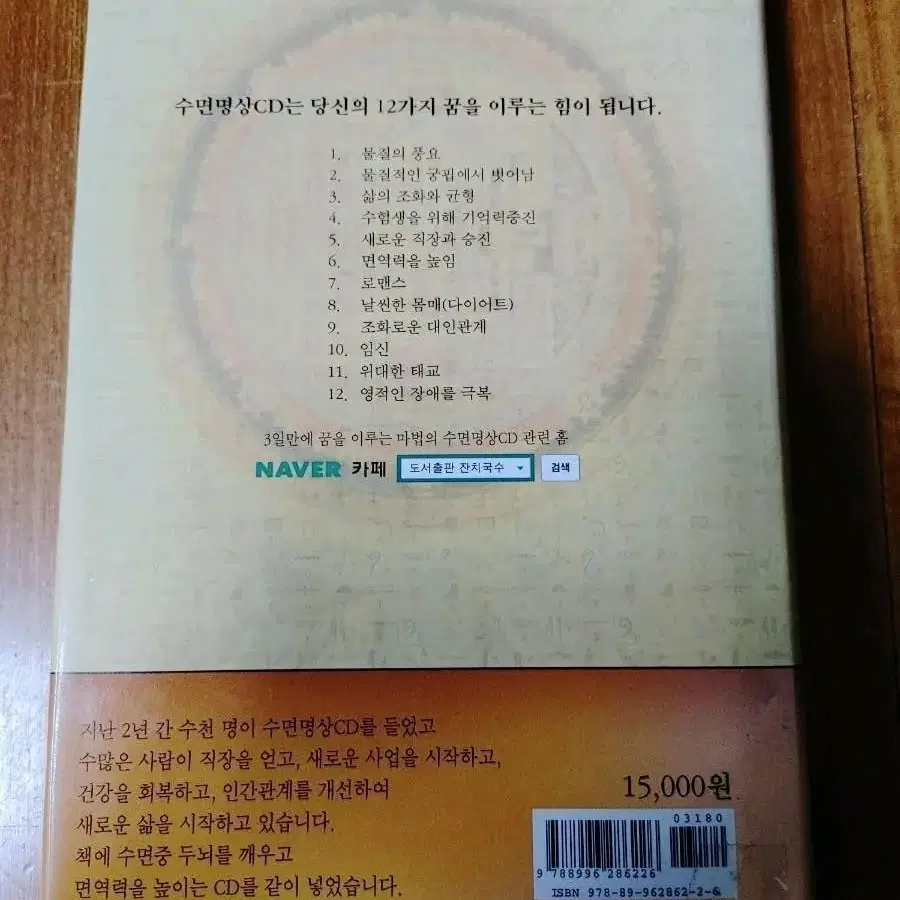 수면명상CD는 당신의 12가지 꿈을 이루는 힘이 됩니다.
1. 물질의 풍요
2. 물질적인 궁핍에서 벗어남
3. 삶의 조화와 균형
4. 수험생을 위해 기억력증진
5. 새로운 직장과 승진
6. 면역력을 높임
7. 로맨스
8. 날씬한 몸매(다이어트)
9. 조화로운 대인관계
10. 임신
11. 위대한 태교
12. 영적인 장애를 극복
3일만에 꿈을 이루는 마법의 수면명상CD 관련 홈
NAVER 카페 도서출판 잔치국수 검색
지난 2년 간 수천 명이 수면명상CD를 들었고
수많은 사람이 직장을 얻고, 새로운 사업을 시작하고,
건강을 회복하고, 인간관계를 개선하여
새로운 삶을 시작하고 있습니다.
책에 수면중 두뇌를 깨우고
면역력을 높이는 CD를 같이 넣었습니다.
15,000원
03180
9 788996 286226
ISBN 978-89-962862-2-6